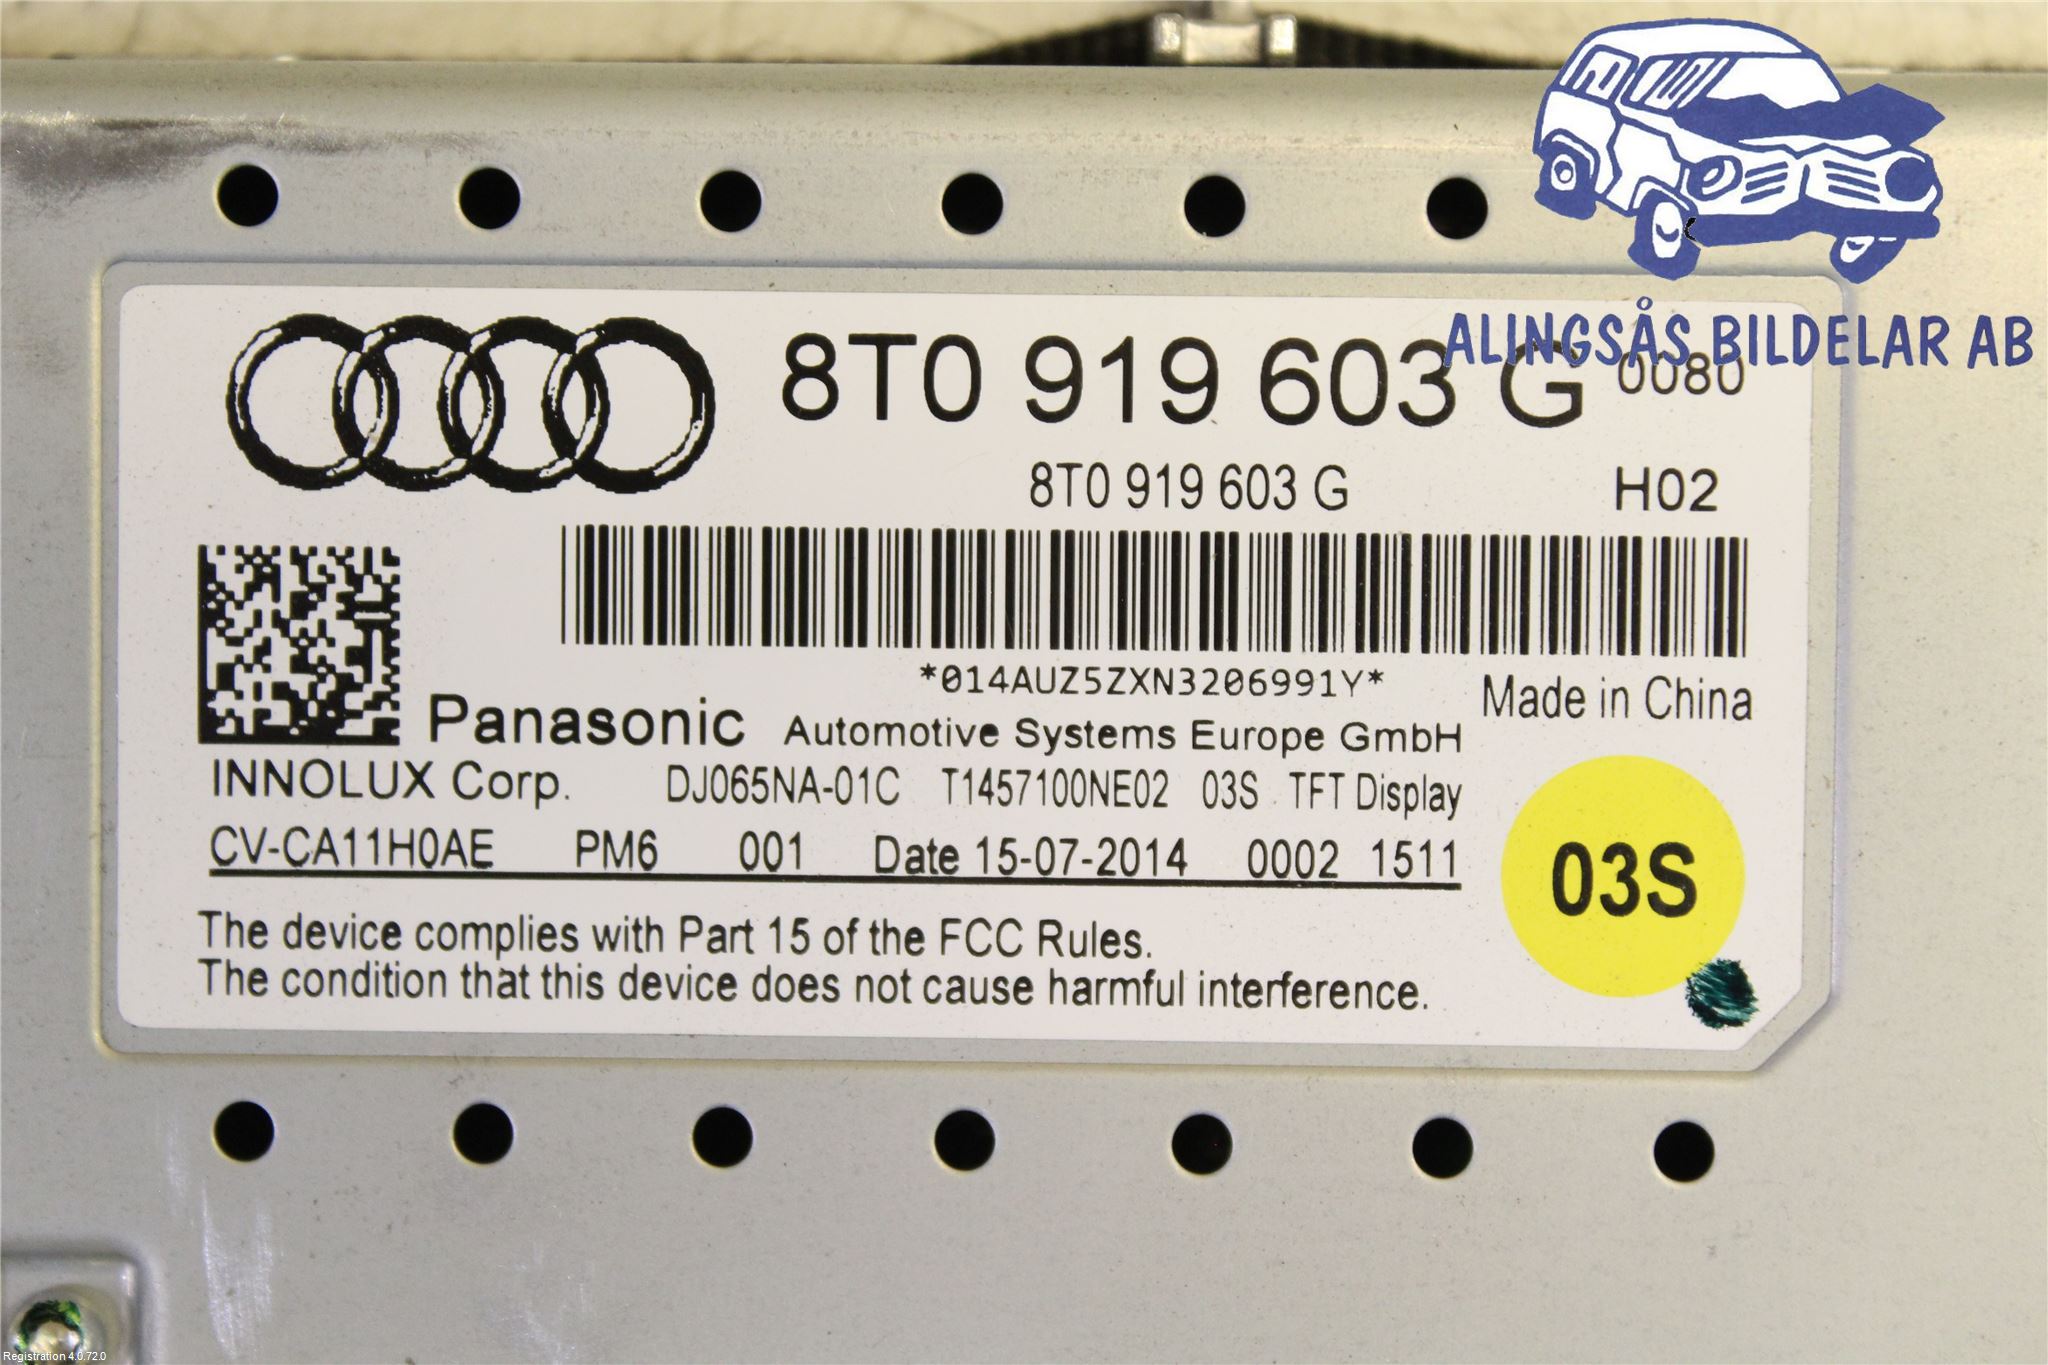 ALINGSÅS BILDELAR AB
8T0 919 603 G 0080
8T0 919 603 G H02
*014AUZ5ZXN3206991Y*
Made in China
Panasonic Automotive Systems Europe GmbH
INNOLUX Corp. DJ065NA-01C T1457100NE02 03S TFT Display
CV-CA11H0AE PM6 001 Date 15-07-2014 0002 1511
03S
The device complies with Part 15 of the FCC Rules.
The condition that this device does not cause harmful interference.
Registration 4.0.72.0